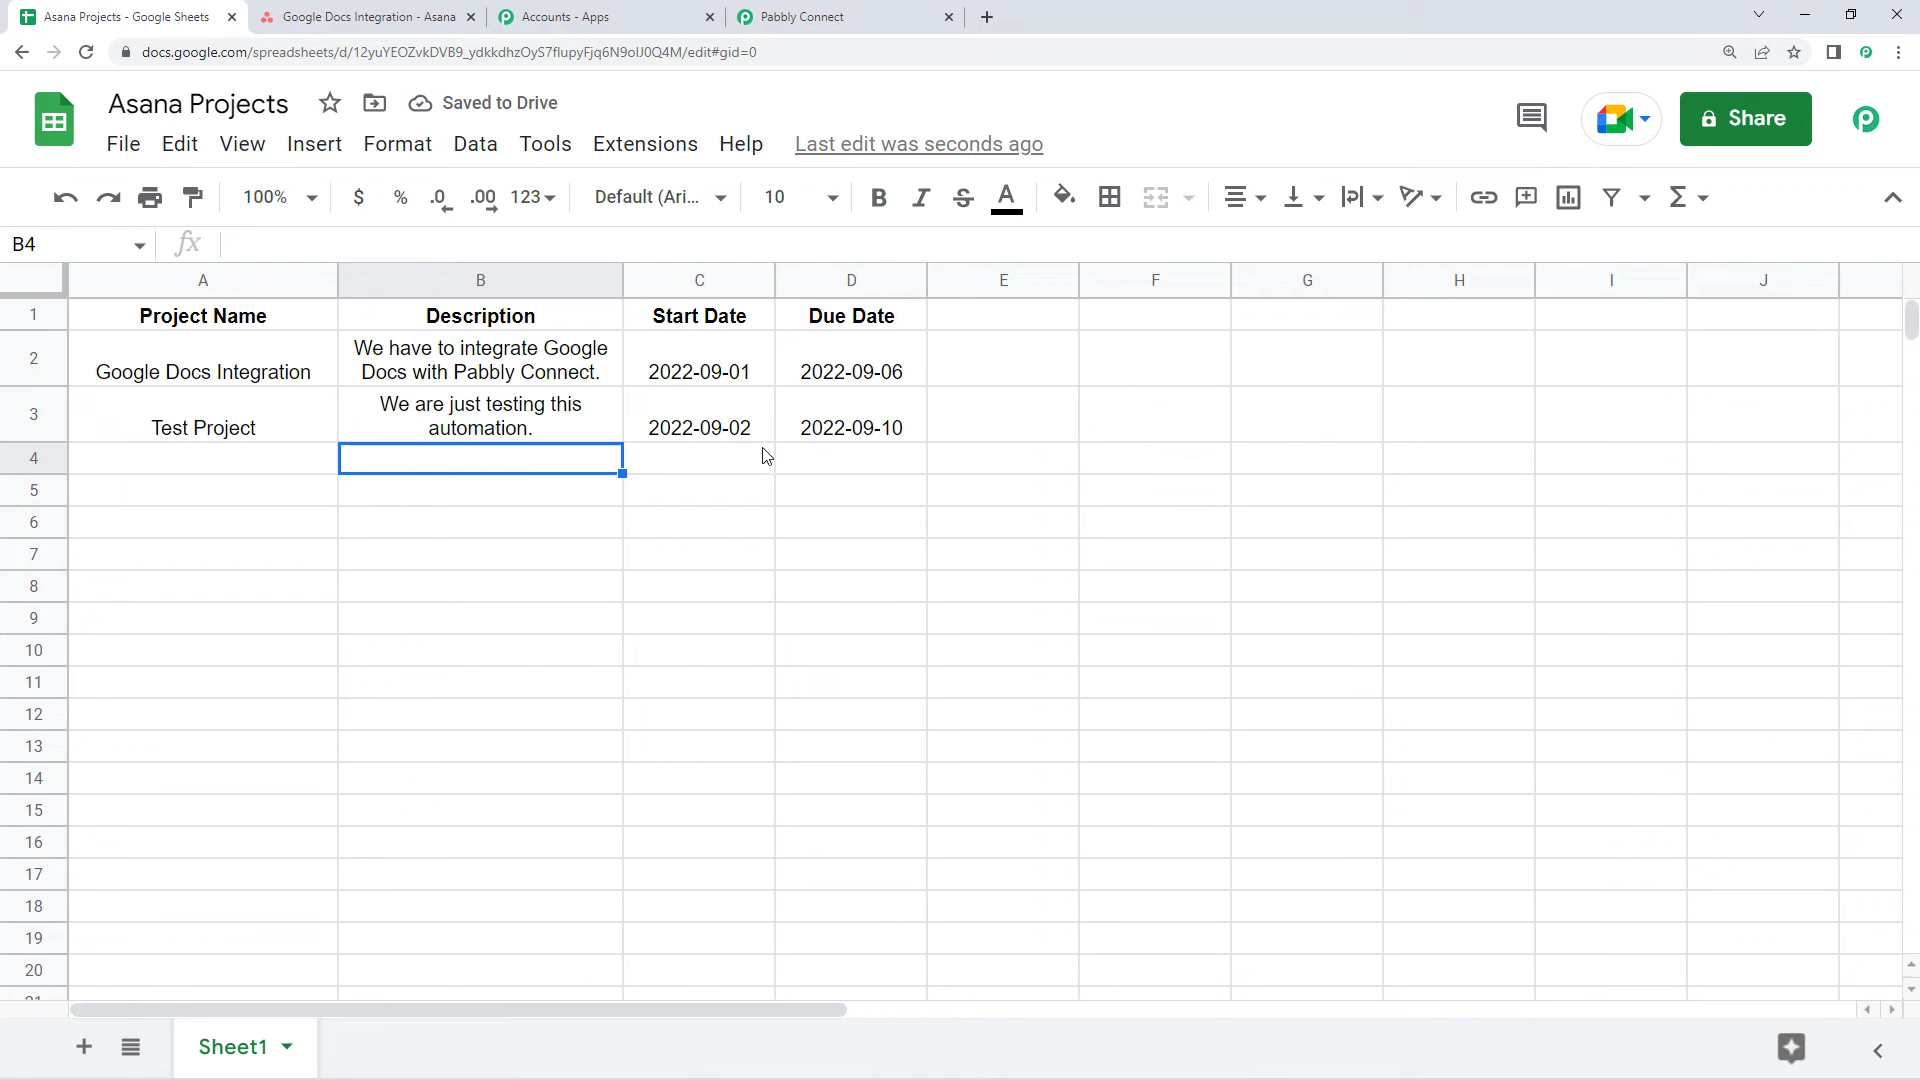 Asana Projects - Google Sheets
Google Docs Integration - Asana
Accounts - Apps
Pabbly Connect
docs.google.com/spreadsheets/d/12yuYEOZvkDVB9_ydkkdhzOyS7flupyFjq6N9oIJ0Q4M/edit#gid=0
Asana Projects
Saved to Drive
Share
File Edit View Insert Format Data Tools Extensions Help Last edit was seconds ago
100% $ % .0 .00 123 Default (Ari... 10 B I S A
B4 fx
A B C D E F G H I J
1 Project Name Description Start Date Due Date
We have to integrate Google
2 Google Docs Integration Docs with Pabbly Connect. 2022-09-01 2022-09-06
We are just testing this
3 Test Project automation. 2022-09-02 2022-09-10
4
5
6
7
8
9
10
11
12
13
14
15
16
17
18
19
20
21
Sheet1